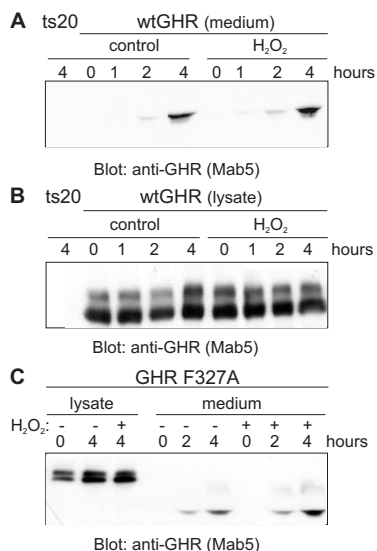 A ts20 wtGHR (medium)
control H₂O₂
4 0 1 2 4 0 1 2 4 hours
Blot: anti-GHR (Mab5)
B ts20 wtGHR (lysate)
control H₂O₂
4 0 1 2 4 0 1 2 4 hours
Blot: anti-GHR (Mab5)
C GHR F327A
lysate medium
H₂O₂: - - + - - - + + +
0 4 4 0 2 4 0 2 4 hours
Blot: anti-GHR (Mab5)